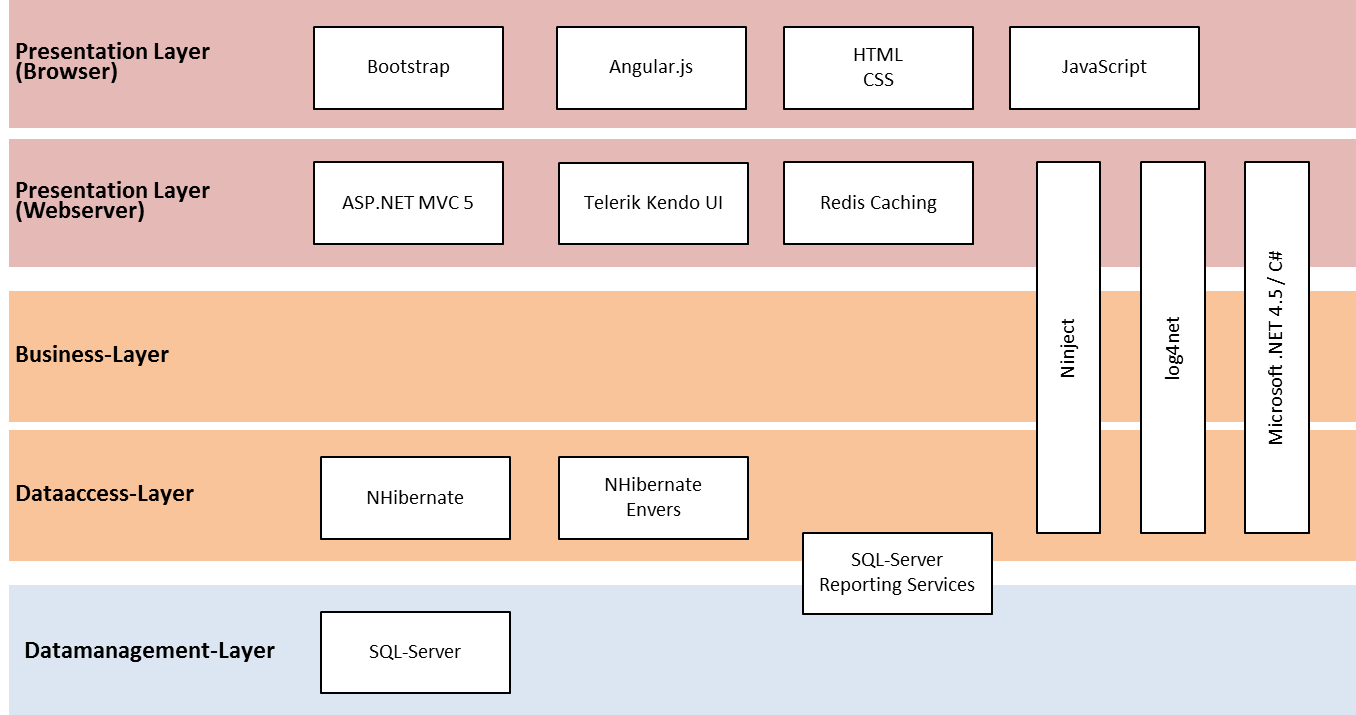 Presentation Layer
(Browser)
Bootstrap
Angular.js
HTML
CSS
JavaScript
Presentation Layer
(Webserver)
ASP.NET MVC 5
Telerik Kendo UI
Redis Caching
Ninject
log4net
Microsoft .NET 4.5 / C#
Business-Layer
Dataaccess-Layer
NHibernate
NHibernate
Envers
SQL-Server
Reporting Services
Datamanagement-Layer
SQL-Server